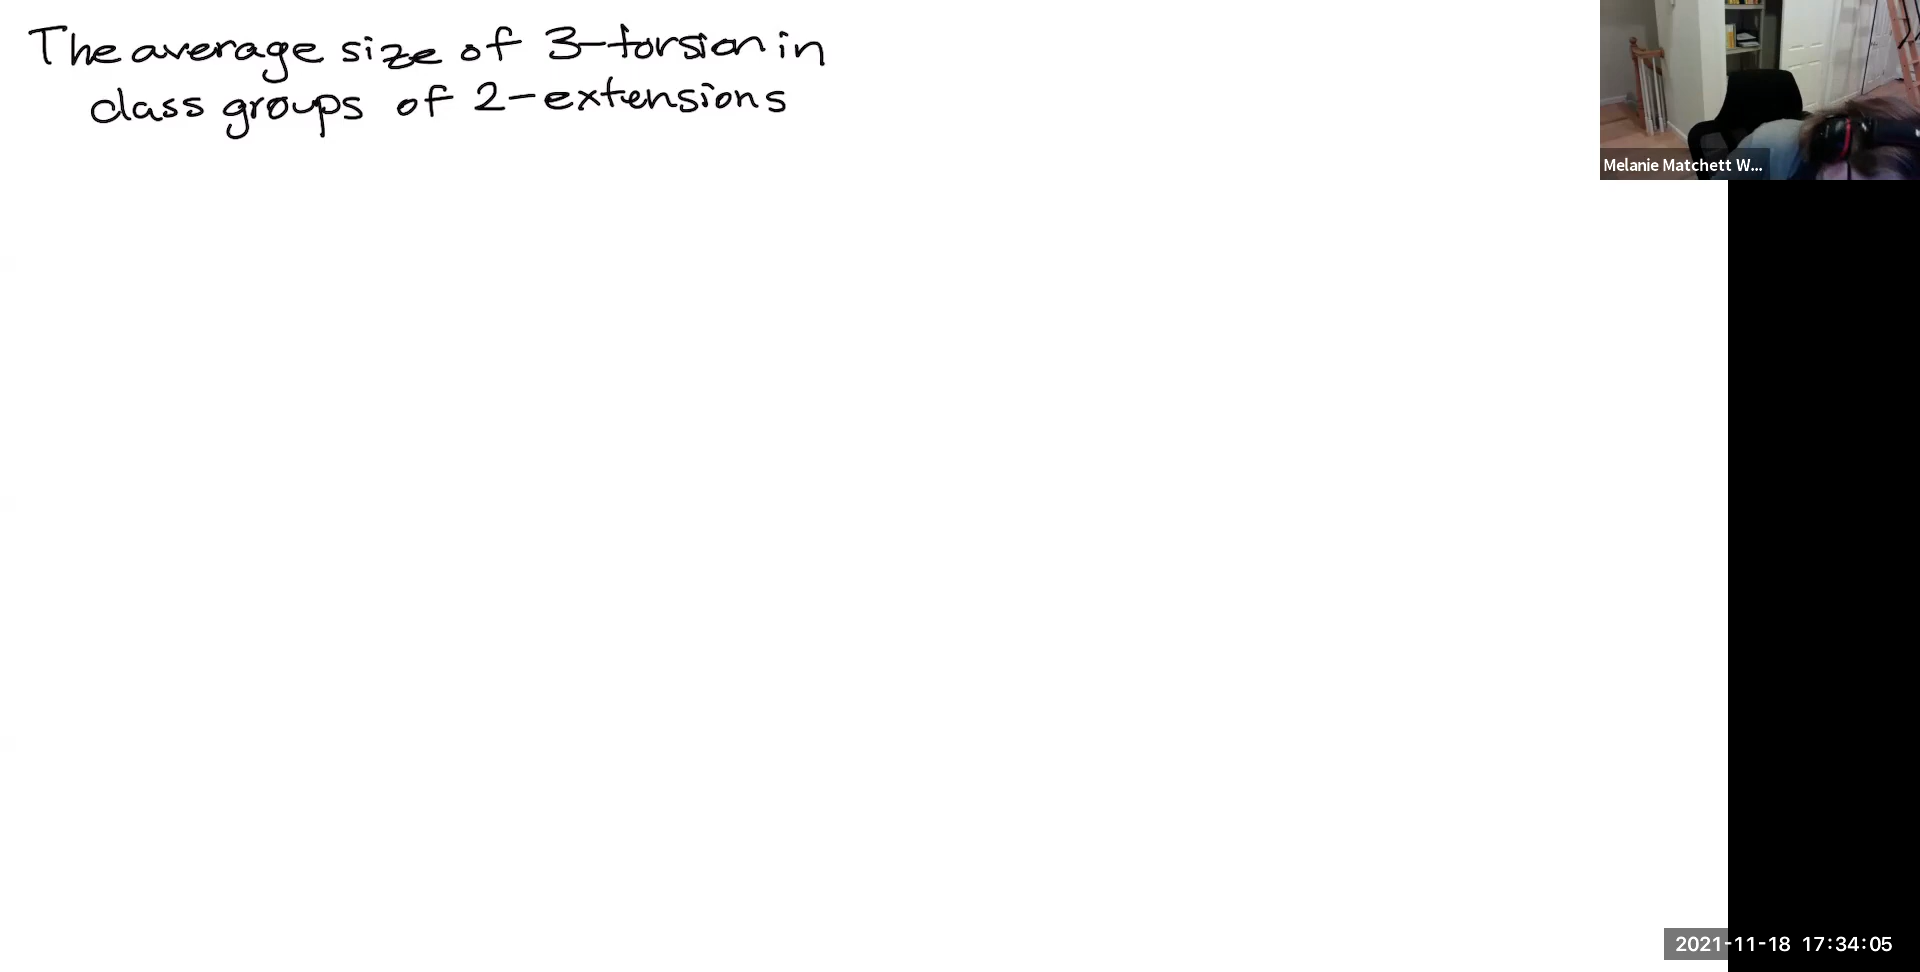 The average size of 3-torsion in
class groups of 2-extensions
Melanie Matchett W...
2021-11-18 17:34:05